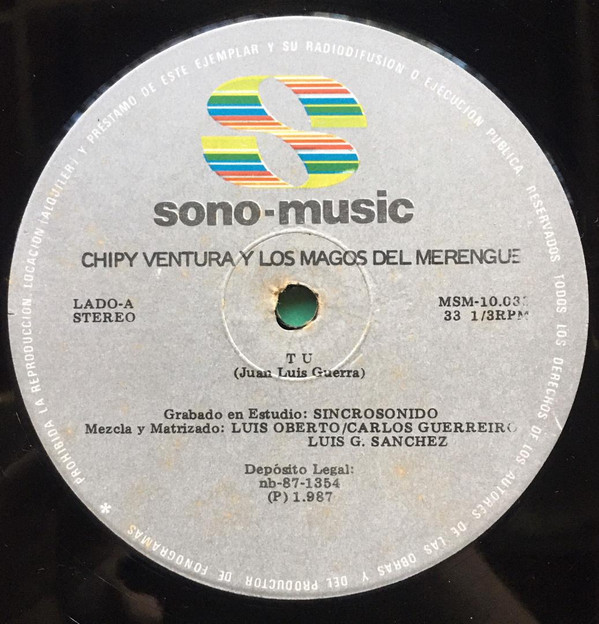 * PROHIBIDA LA REPRODUCCION, LOCACION (ALQUILER) Y PRESTAMO DE ESTE EJEMPLAR Y SU RADIODIFUSION O EJECUCION PUBLICA. RESERVADOS TODOS LOS DERECHOS DE LOS AUTORES DE LAS OBRAS Y DEL PRODUCTOR DE FONOGRAMAS
S
sono-music
CHIPY VENTURA Y LOS MAGOS DEL MERENGUE
LADO-A
STEREO
33 1/3RPM
T U
(Juan Luis Guerra)
Grabado en Estudio: SINCROSONIDO
Mezcla y Matrizado: LUIS OBERTO/CARLOS GUERREIRO
LUIS G. SANCHEZ
Depósito Legal:
nb-87-1354
(P) 1.987